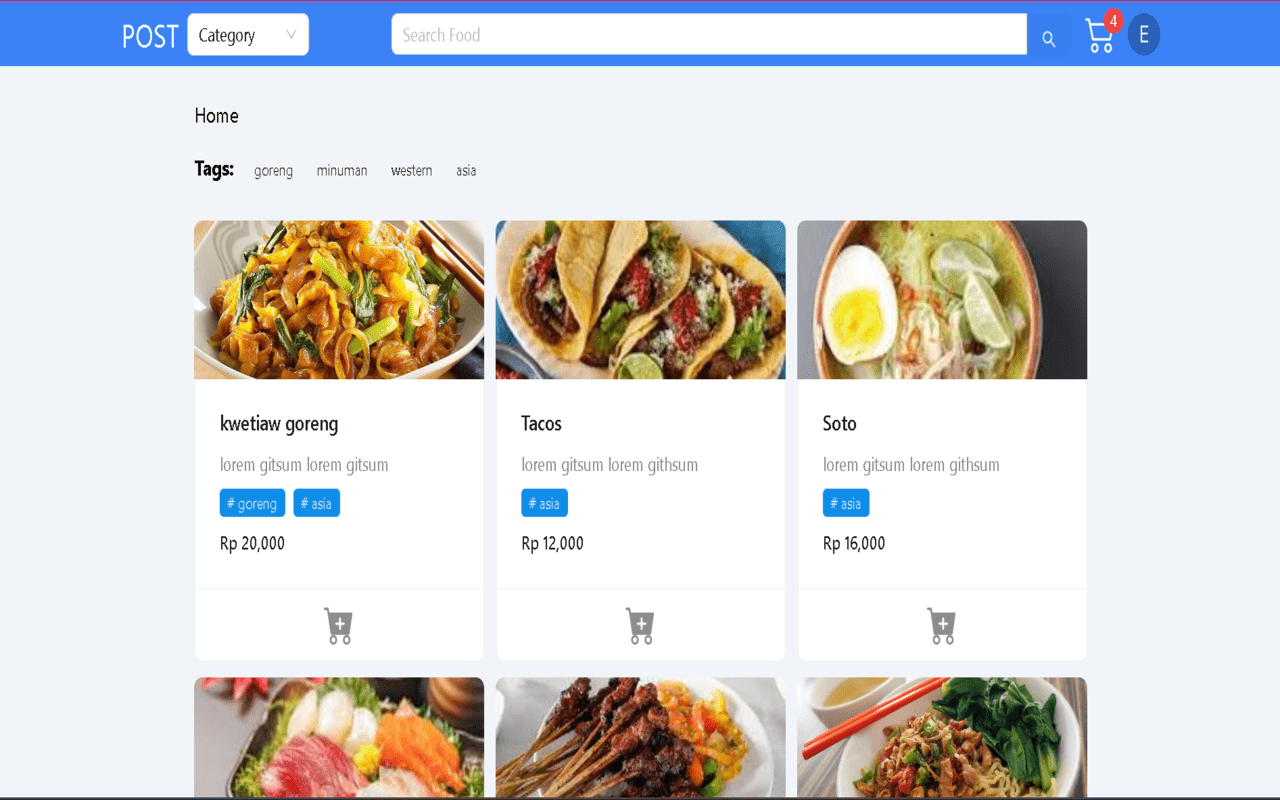 POST Category Search Food 4 E
Home
Tags: goreng minuman western asia
kwetiaw goreng
lorem gitsum lorem gitsum
# goreng # asia
Rp 20,000
Tacos
lorem gitsum lorem githsum
# asia
Rp 12,000
Soto
lorem gitsum lorem githsum
# asia
Rp 16,000